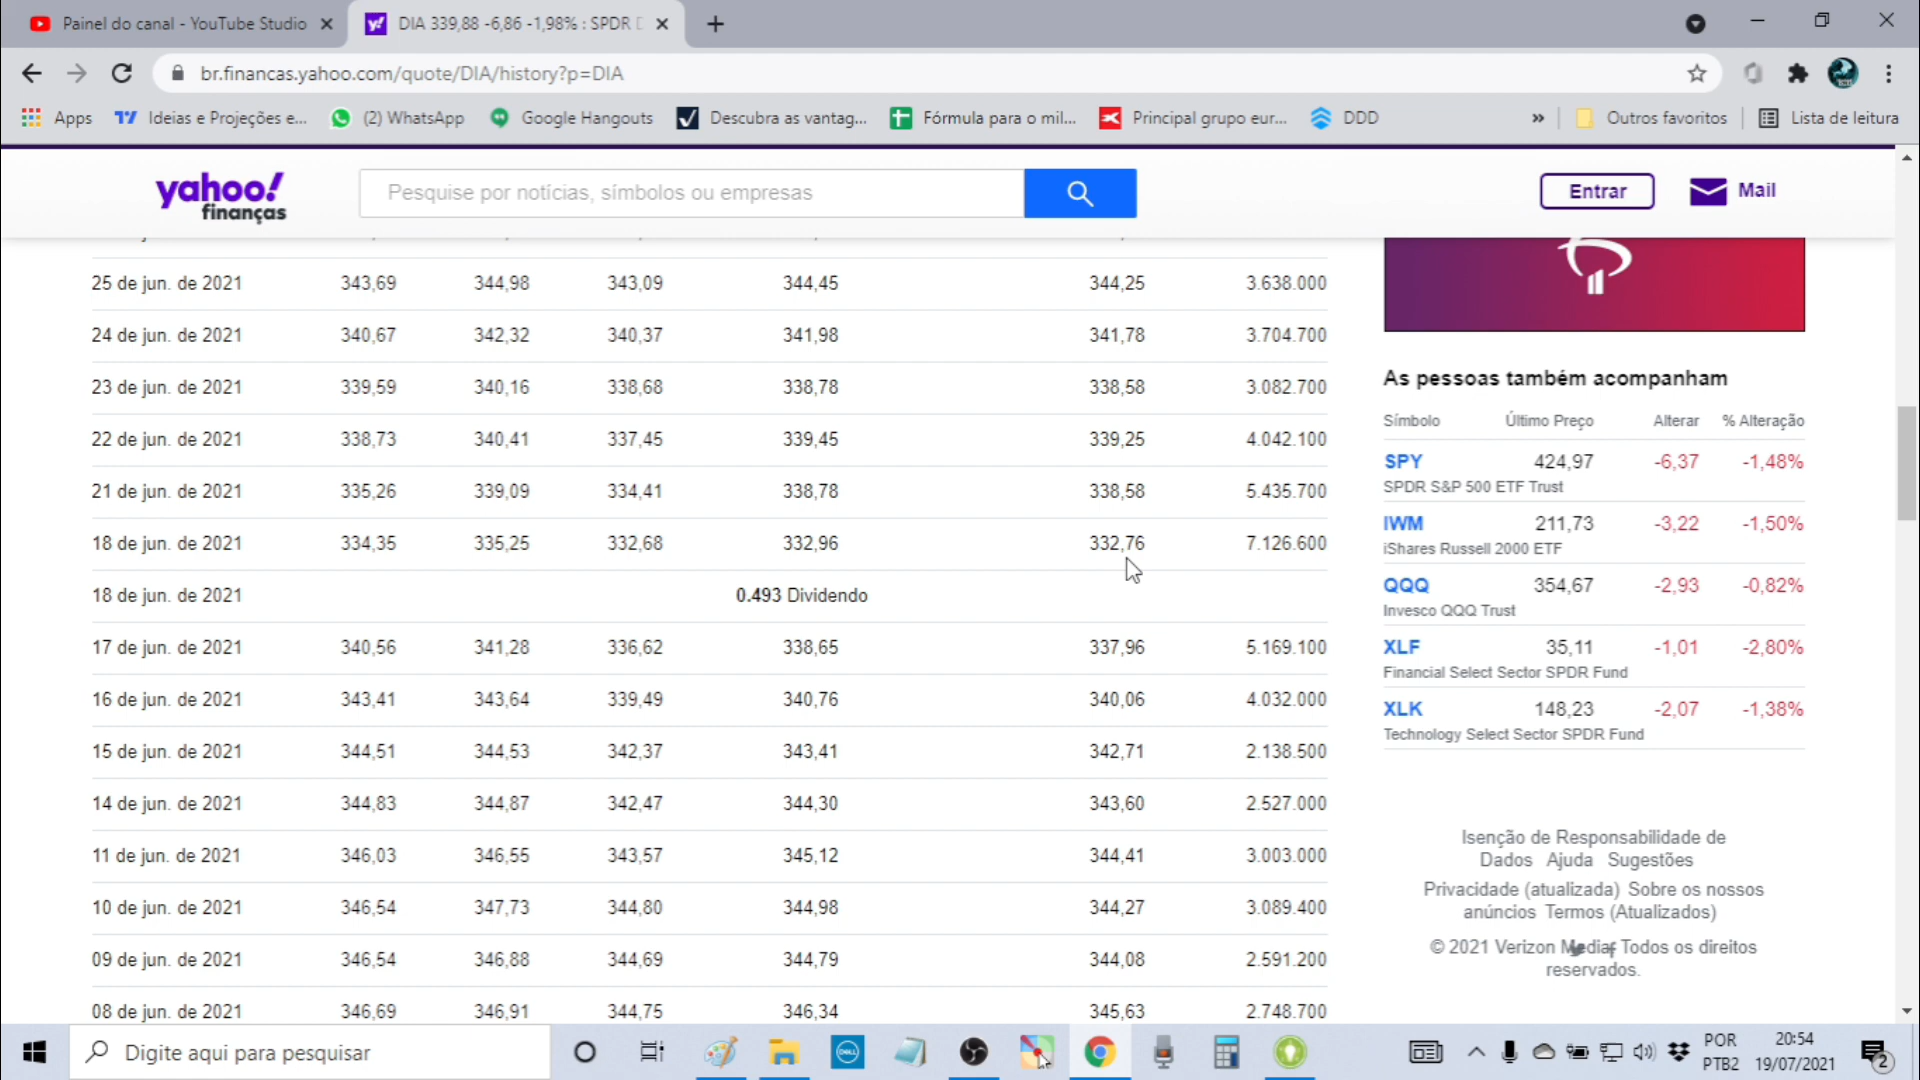 Painel do canal - YouTube Studio
DIA 339,88 -6,86 -1,98% : SPDR
br.financas.yahoo.com/quote/DIA/history?p=DIA
Apps
Ideias e Projeções e...
(2) WhatsApp
Google Hangouts
Descubra as vantag...
Fórmula para o mil...
Principal grupo eur...
DDD
»
Outros favoritos
Lista de leitura
yahoo!
finanças
Pesquise por notícias, símbolos ou empresas
Entrar
Mail
25 de jun. de 2021 343,69 344,98 343,09 344,45 344,25 3.638.000
24 de jun. de 2021 340,67 342,32 340,37 341,98 341,78 3.704.700
23 de jun. de 2021 339,59 340,16 338,68 338,78 338,58 3.082.700
22 de jun. de 2021 338,73 340,41 337,45 339,45 339,25 4.042.100
21 de jun. de 2021 335,26 339,09 334,41 338,78 338,58 5.435.700
18 de jun. de 2021 334,35 335,25 332,68 332,96 332,76 7.126.600
18 de jun. de 2021 0.493 Dividendo
17 de jun. de 2021 340,56 341,28 336,62 338,65 337,96 5.169.100
16 de jun. de 2021 343,41 343,64 339,49 340,76 340,06 4.032.000
15 de jun. de 2021 344,51 344,53 342,37 343,41 342,71 2.138.500
14 de jun. de 2021 344,83 344,87 342,47 344,30 343,60 2.527.000
11 de jun. de 2021 346,03 346,55 343,57 345,12 344,41 3.003.000
10 de jun. de 2021 346,54 347,73 344,80 344,98 344,27 3.089.400
09 de jun. de 2021 346,54 346,88 344,69 344,79 344,08 2.591.200
08 de jun. de 2021 346,69 346,91 344,75 346,34 345,63 2.748.700
As pessoas também acompanham
Símbolo Último Preço Alterar % Alteração
SPY 424,97 -6,37 -1,48%
SPDR S&P 500 ETF Trust
IWM 211,73 -3,22 -1,50%
iShares Russell 2000 ETF
QQQ 354,67 -2,93 -0,82%
Invesco QQQ Trust
XLF 35,11 -1,01 -2,80%
Financial Select Sector SPDR Fund
XLK 148,23 -2,07 -1,38%
Technology Select Sector SPDR Fund
Isenção de Responsabilidade de
Dados Ajuda Sugestões
Privacidade (atualizada) Sobre os nossos
anúncios Termos (Atualizados)
© 2021 Verizon Media. Todos os direitos
reservados.
Digite aqui para pesquisar
DELL
POR
PTB2
20:54
19/07/2021
2